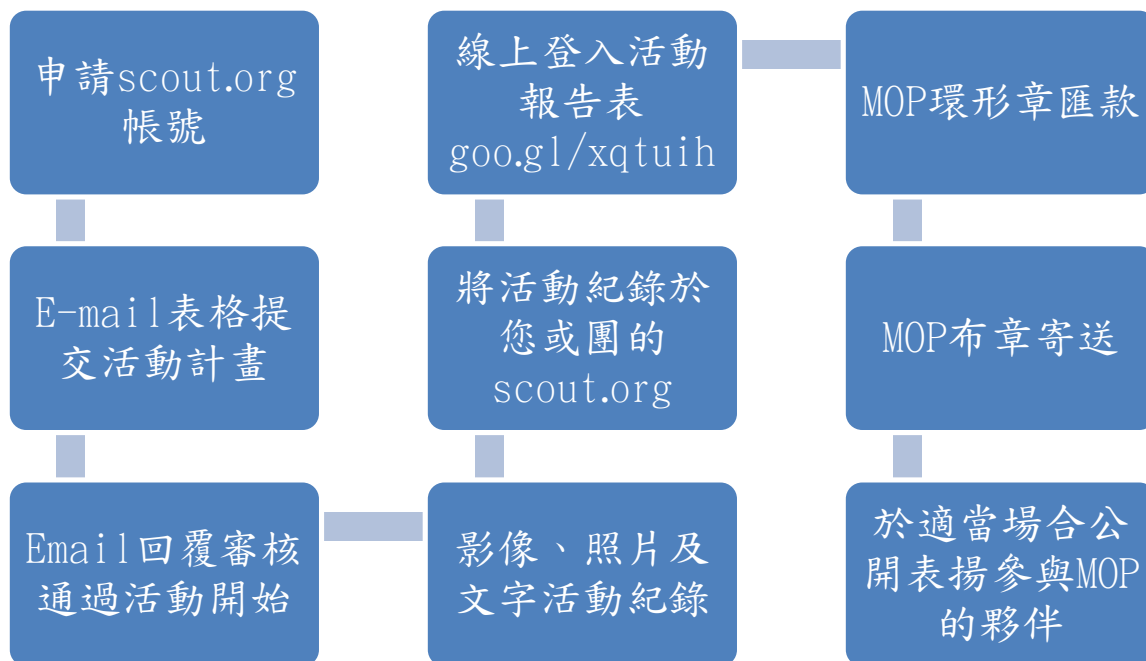 申請scout.org
帳號
E-mail表格提
交活動計畫
Email回覆審核
通過活動開始
影像、照片及
文字活動紀錄
將活動紀錄於
您或團的
scout.org
線上登入活動
報告表
goo.gl/xqtuih
MOP環形章匯款
MOP布章寄送
於適當場合公
開表揚參與MOP
的夥伴